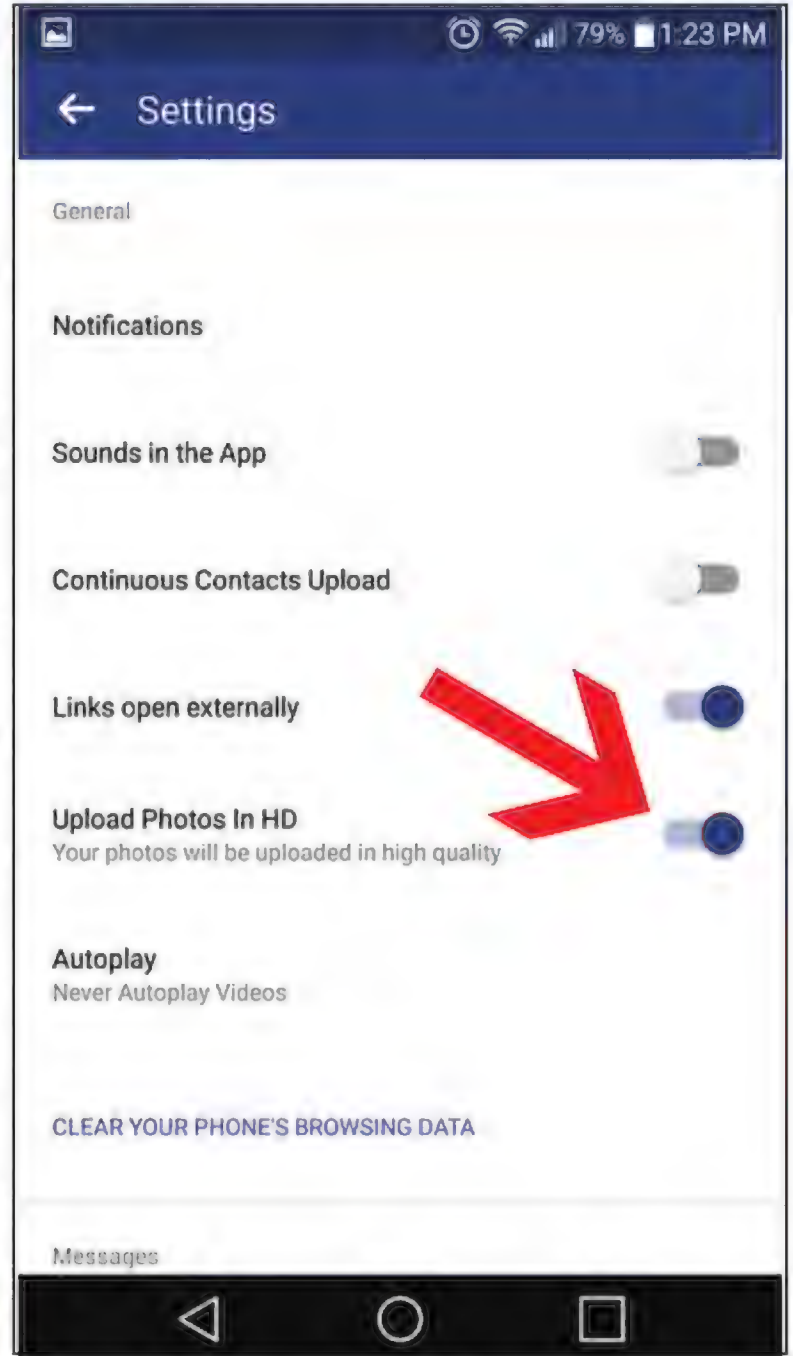 79% 1:23 PM
Settings
General
Notifications
Sounds in the App
Continuous Contacts Upload
Links open externally
Upload Photos In HD
Your photos will be uploaded in high quality
Autoplay
Never Autoplay Videos
CLEAR YOUR PHONE'S BROWSING DATA
Messages